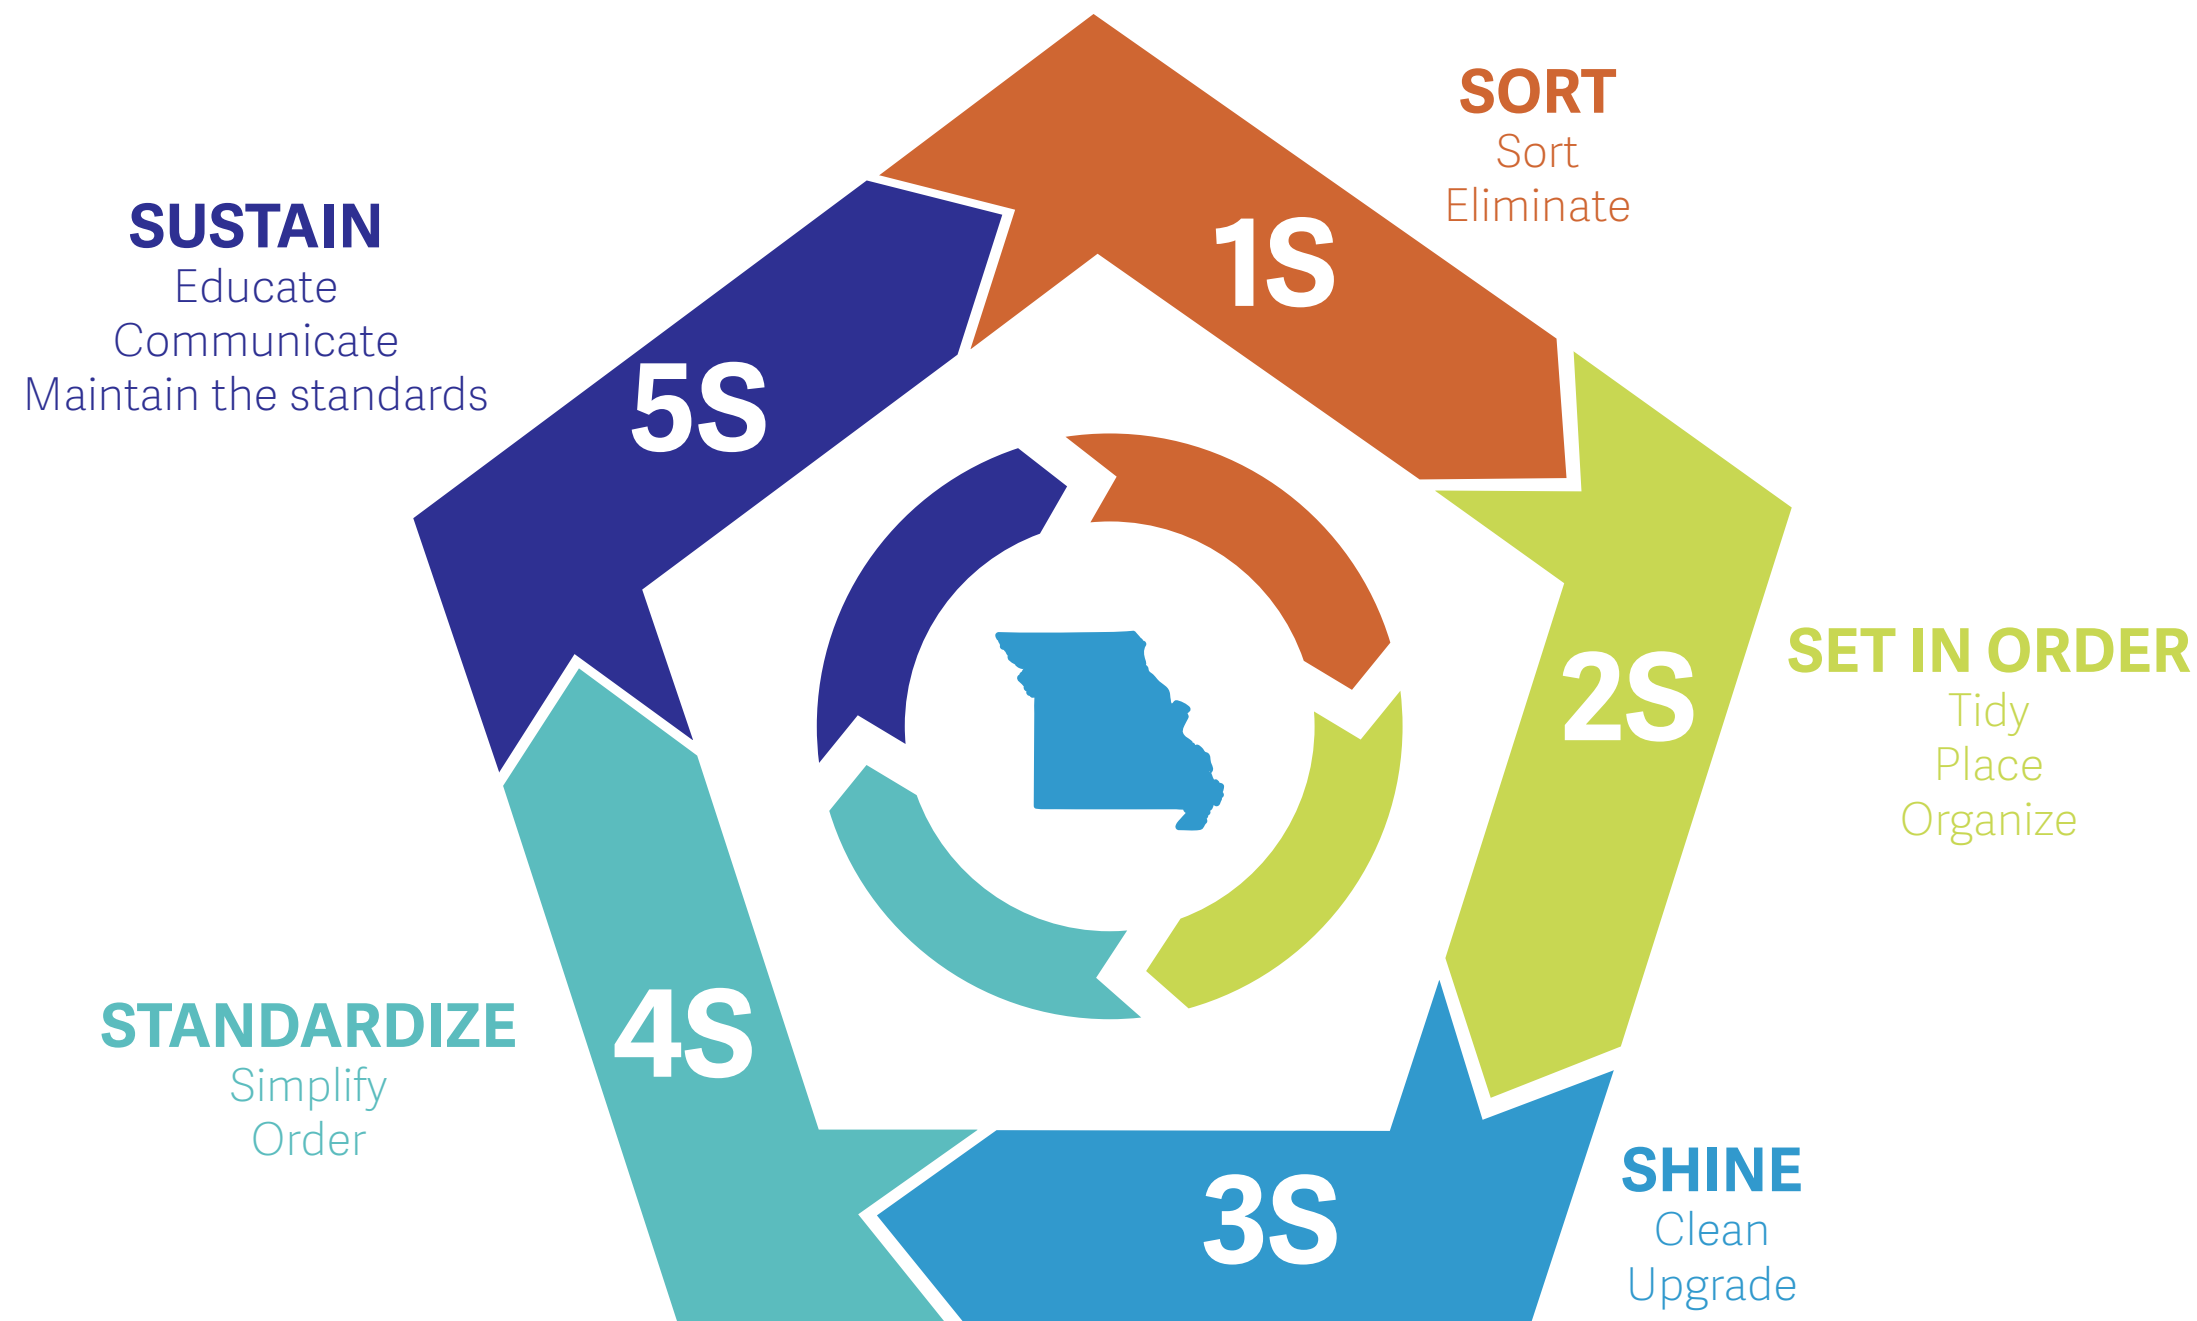 SORT
Sort
Eliminate
1S
SET IN ORDER
Tidy
Place
Organize
2S
SHINE
Clean
Upgrade
3S
STANDARDIZE
Simplify
Order
4S
SUSTAIN
Educate
Communicate
Maintain the standards
5S